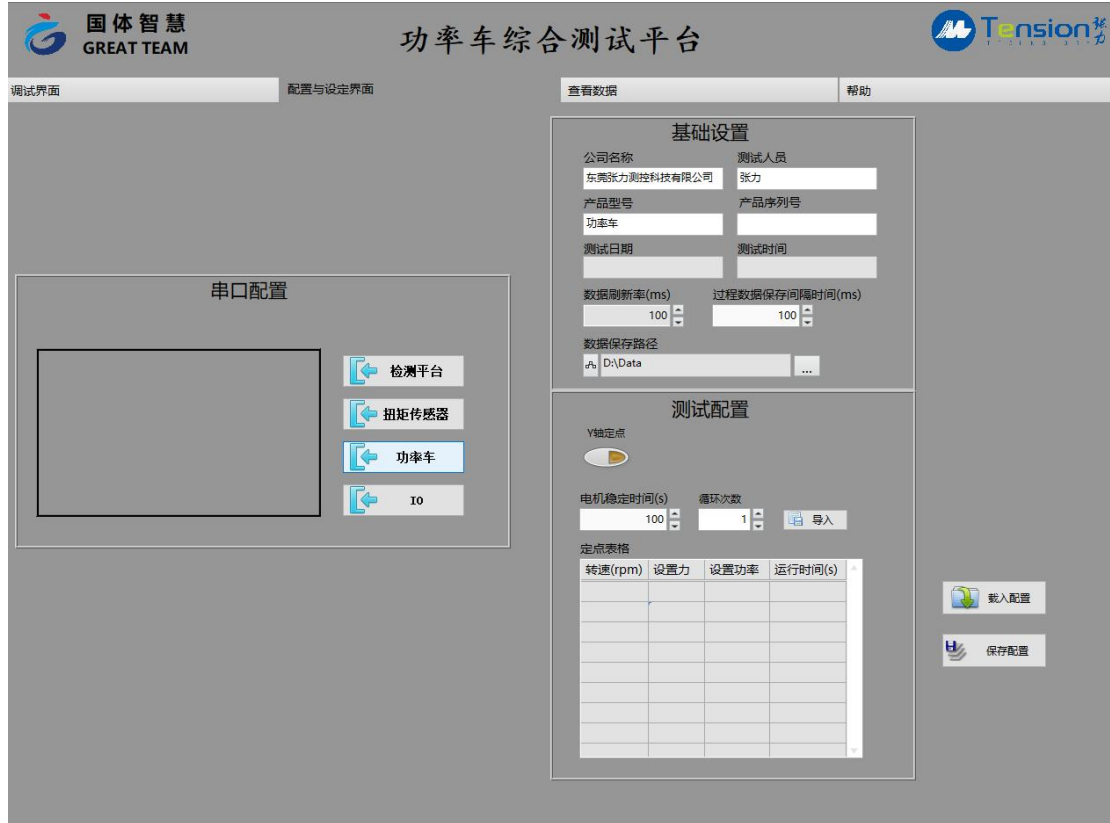 国体智慧
GREAT TEAM
功率车综合测试平台
Tension 张力
调试界面
配置与设定界面
查看数据
帮助
基础设置
公司名称
测试人员
东莞张力测控科技有限公司
张力
产品型号
产品序列号
功率车
测试日期
测试时间
数据刷新率(ms)
过程数据保存间隔时间(ms)
100
100
数据保存路径
D:\Data
...
串口配置
检测平台
扭矩传感器
功率车
IO
测试配置
Y轴定点
电机稳定时间(s)
循环次数
100
1
导入
定点表格
转速(rpm) 设置力 设置功率 运行时间(s)
载入配置
保存配置